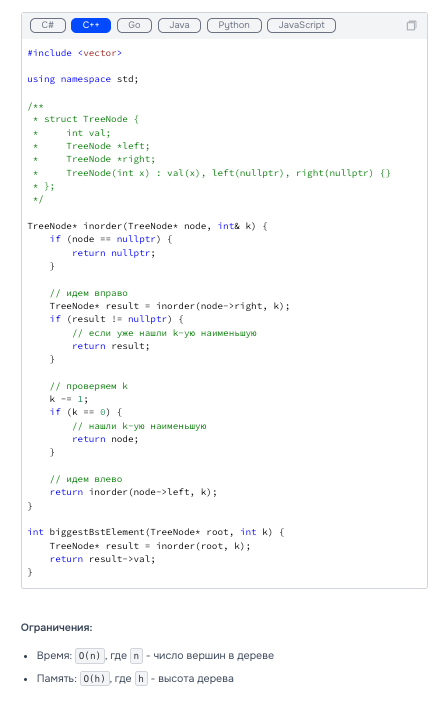 C# C++ Go Java Python JavaScript
#include <vector>
using namespace std;
/**
 * struct TreeNode {
 *     int val;
 *     TreeNode *left;
 *     TreeNode *right;
 *     TreeNode(int x) : val(x), left(nullptr), right(nullptr) {}
 * };
 */
TreeNode* inorder(TreeNode* node, int& k) {
    if (node == nullptr) {
        return nullptr;
    }
    // идем вправо
    TreeNode* result = inorder(node->right, k);
    if (result != nullptr) {
        // если уже нашли k-ую наименьшую
        return result;
    }
    // проверяем k
    k -= 1;
    if (k == 0) {
        // нашли k-ую наименьшую
        return node;
    }
    // идем влево
    return inorder(node->left, k);
}
int biggestBstElement(TreeNode* root, int k) {
    TreeNode* result = inorder(root, k);
    return result->val;
}
Ограничения:
• Время: O(n), где n - число вершин в дереве
• Память: O(h), где h - высота дерева